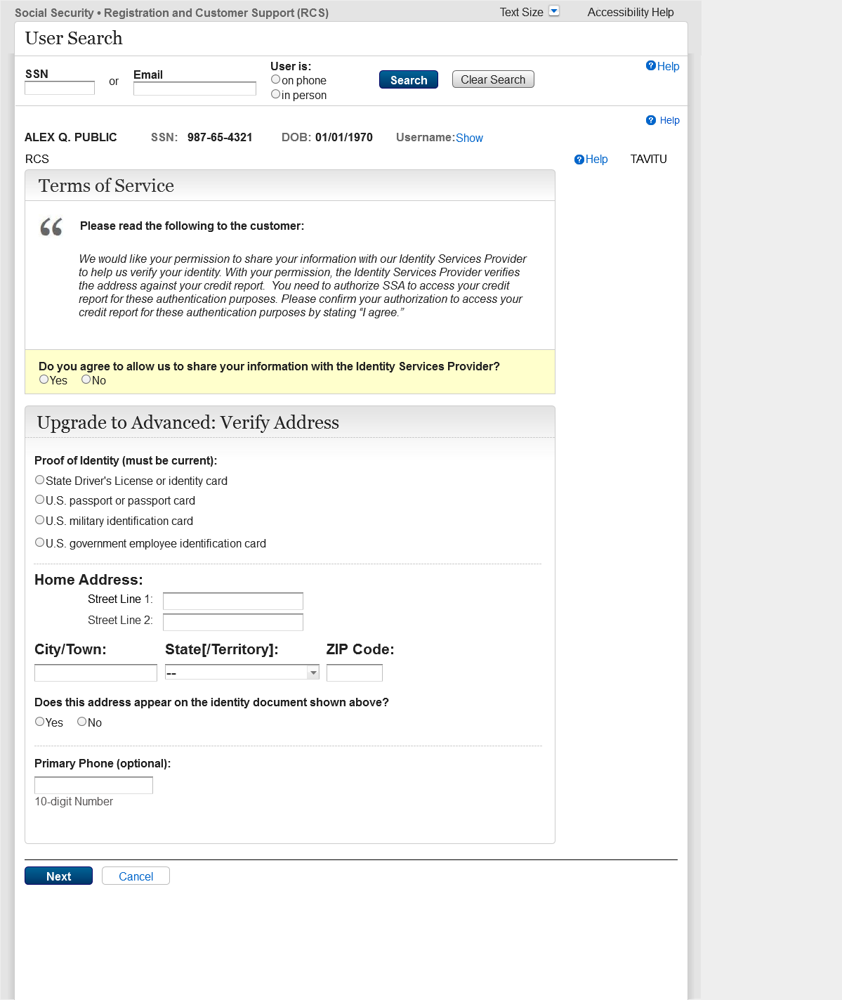 Social Security • Registration and Customer Support (RCS)
Text Size
Accessibility Help
User Search
SSN
or
Email
User is:
on phone
in person
Search
Clear Search
Help
Help
ALEX Q. PUBLIC SSN: 987-65-4321 DOB: 01/01/1970 Username: Show
RCS
Help
TAVITU
Terms of Service
“
Please read the following to the customer:
We would like your permission to share your information with our Identity Services Provider
to help us verify your identity. With your permission, the Identity Services Provider verifies
the address against your credit report.  You need to authorize SSA to access your credit
report for these authentication purposes. Please confirm your authorization to access your
credit report for these authentication purposes by stating “I agree.”
Do you agree to allow us to share your information with the Identity Services Provider?
Yes No
Upgrade to Advanced: Verify Address
Proof of Identity (must be current):
State Driver's License or identity card
U.S. passport or passport card
U.S. military identification card
U.S. government employee identification card
Home Address:
Street Line 1:
Street Line 2:
City/Town: State[/Territory]: ZIP Code:
--
Does this address appear on the identity document shown above?
Yes No
Primary Phone (optional):
10-digit Number
Next
Cancel